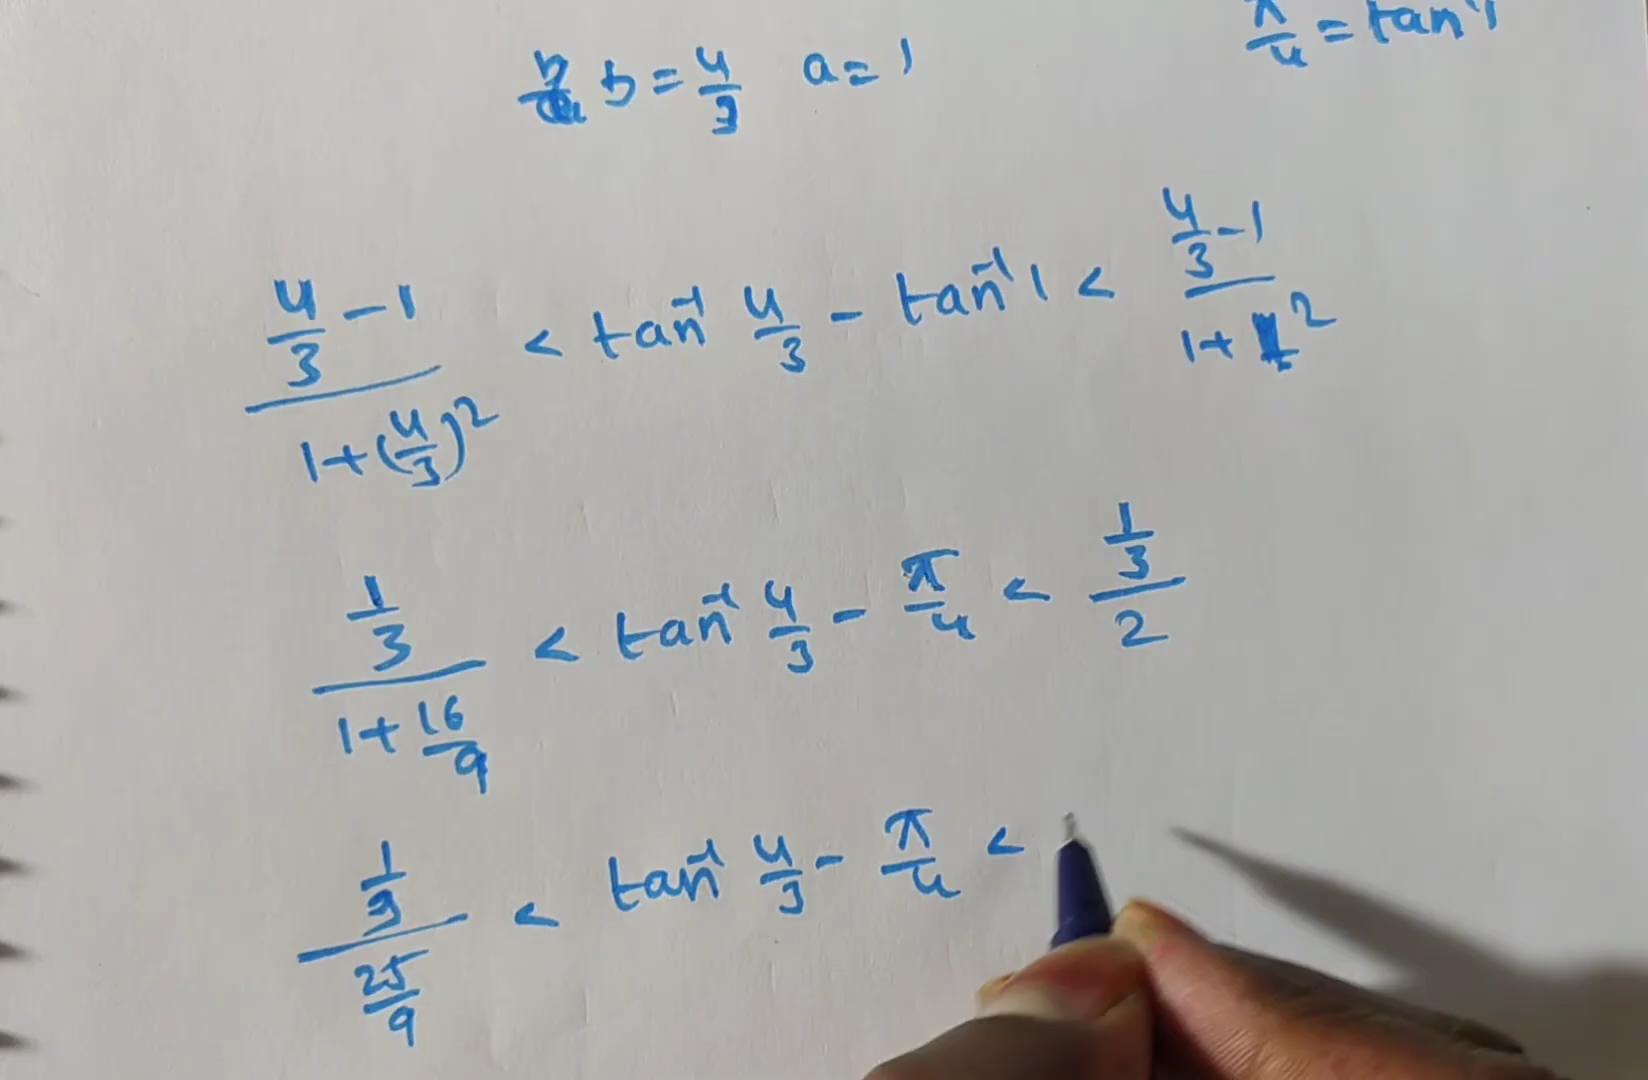 π/4 = tan⁻¹1
b = 4/3 a = 1
(4/3 - 1)/(1+(4/3)²) < tan⁻¹ 4/3 - tan⁻¹ 1 < (4/3 - 1)/(1+1²)
(1/3)/(1+16/9) < tan⁻¹ 4/3 - π/4 < (1/3)/2
(1/3)/(25/9) < tan⁻¹ 4/3 - π/4 <